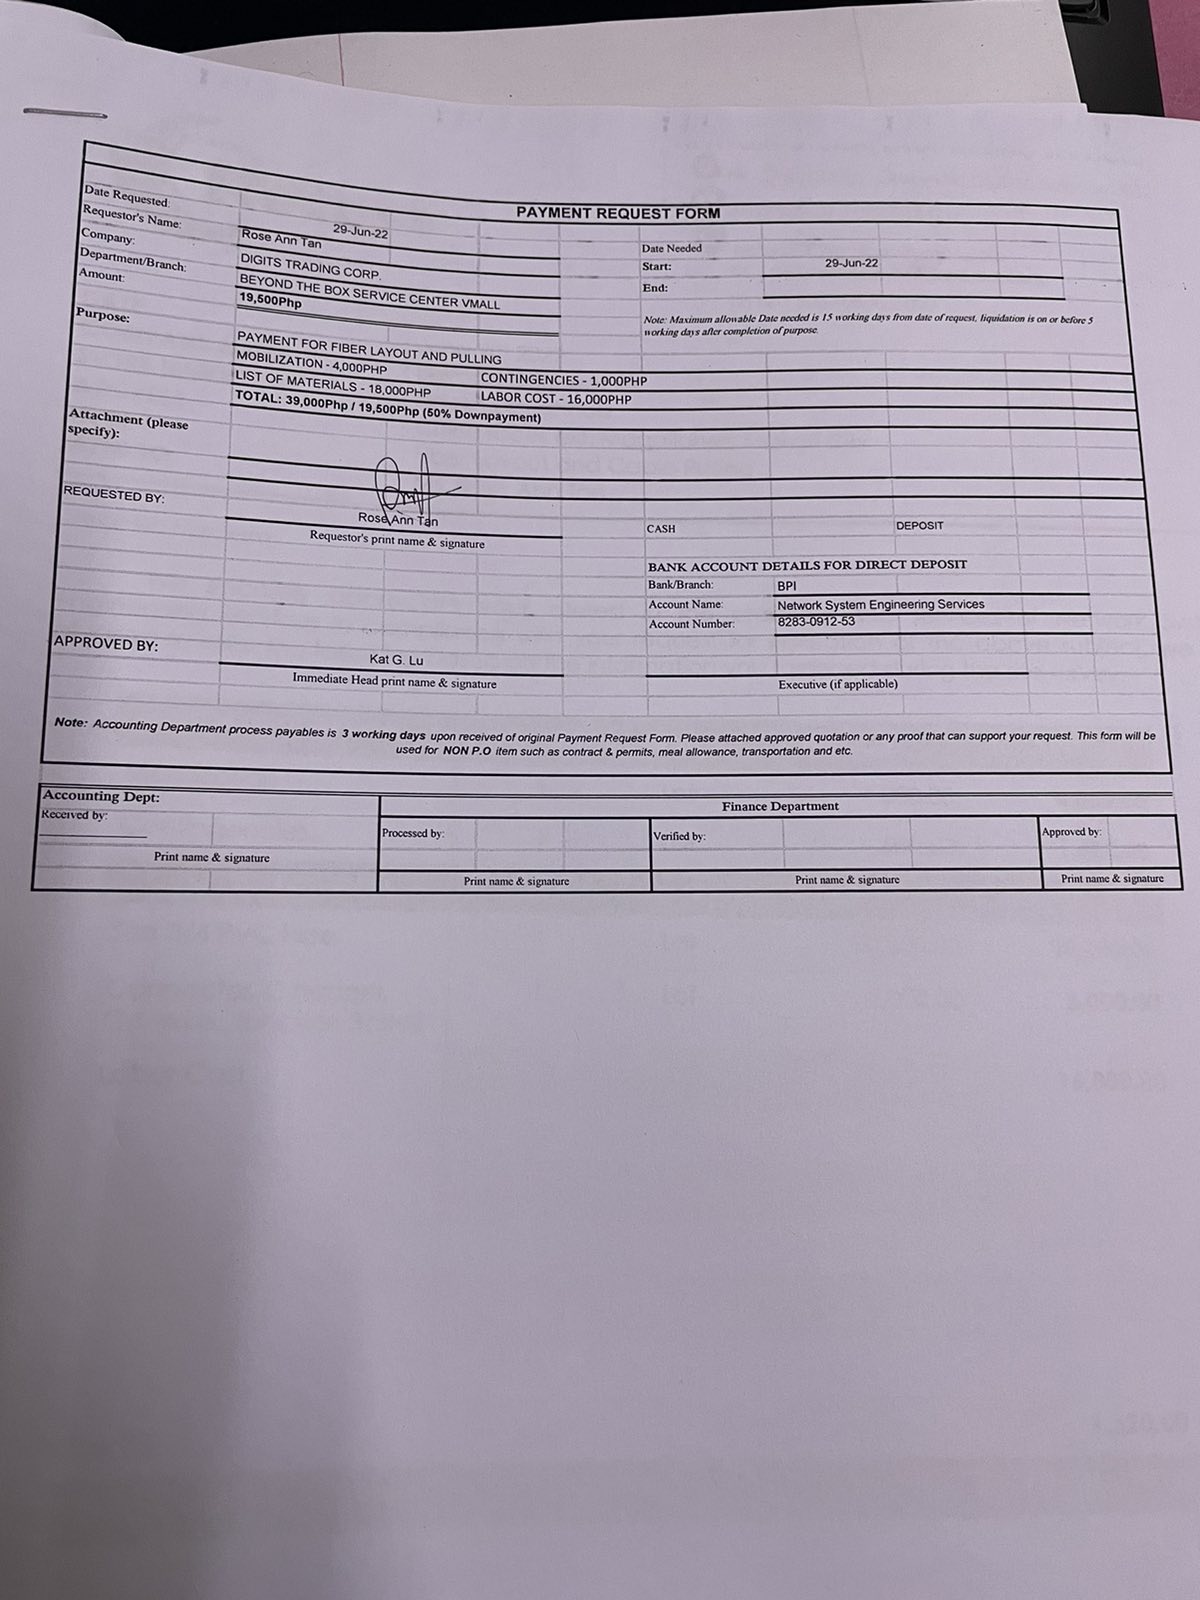 PAYMENT REQUEST FORM
Date Requested: 29-Jun-22
Requestor's Name: Rose Ann Tan
Company: DIGITS TRADING CORP.
Department/Branch: BEYOND THE BOX SERVICE CENTER VMALL
Amount: 19,500Php
Date Needed
Start: 29-Jun-22
End:
Note: Maximum allowable Date needed is 15 working days from date of request, liquidation is on or before 5
working days after completion of purpose.
Purpose: PAYMENT FOR FIBER LAYOUT AND PULLING
MOBILIZATION - 4,000PHP CONTINGENCIES - 1,000PHP
LIST OF MATERIALS - 18,000PHP LABOR COST - 16,000PHP
TOTAL: 39,000Php / 19,500Php (50% Downpayment)
Attachment (please
specify):
REQUESTED BY:
Rose Ann Tan
Requestor's print name & signature
CASH DEPOSIT
BANK ACCOUNT DETAILS FOR DIRECT DEPOSIT
Bank/Branch: BPI
Account Name: Network System Engineering Services
Account Number: 8283-0912-53
APPROVED BY:
Kat G. Lu
Immediate Head print name & signature
Executive (if applicable)
Note: Accounting Department process payables is 3 working days upon received of original Payment Request Form. Please attached approved quotation or any proof that can support your request. This form will be
used for NON P.O item such as contract & permits, meal allowance, transportation and etc.
Accounting Dept:
Received by:
Print name & signature
Finance Department
Processed by: Verified by: Approved by:
Print name & signature Print name & signature Print name & signature